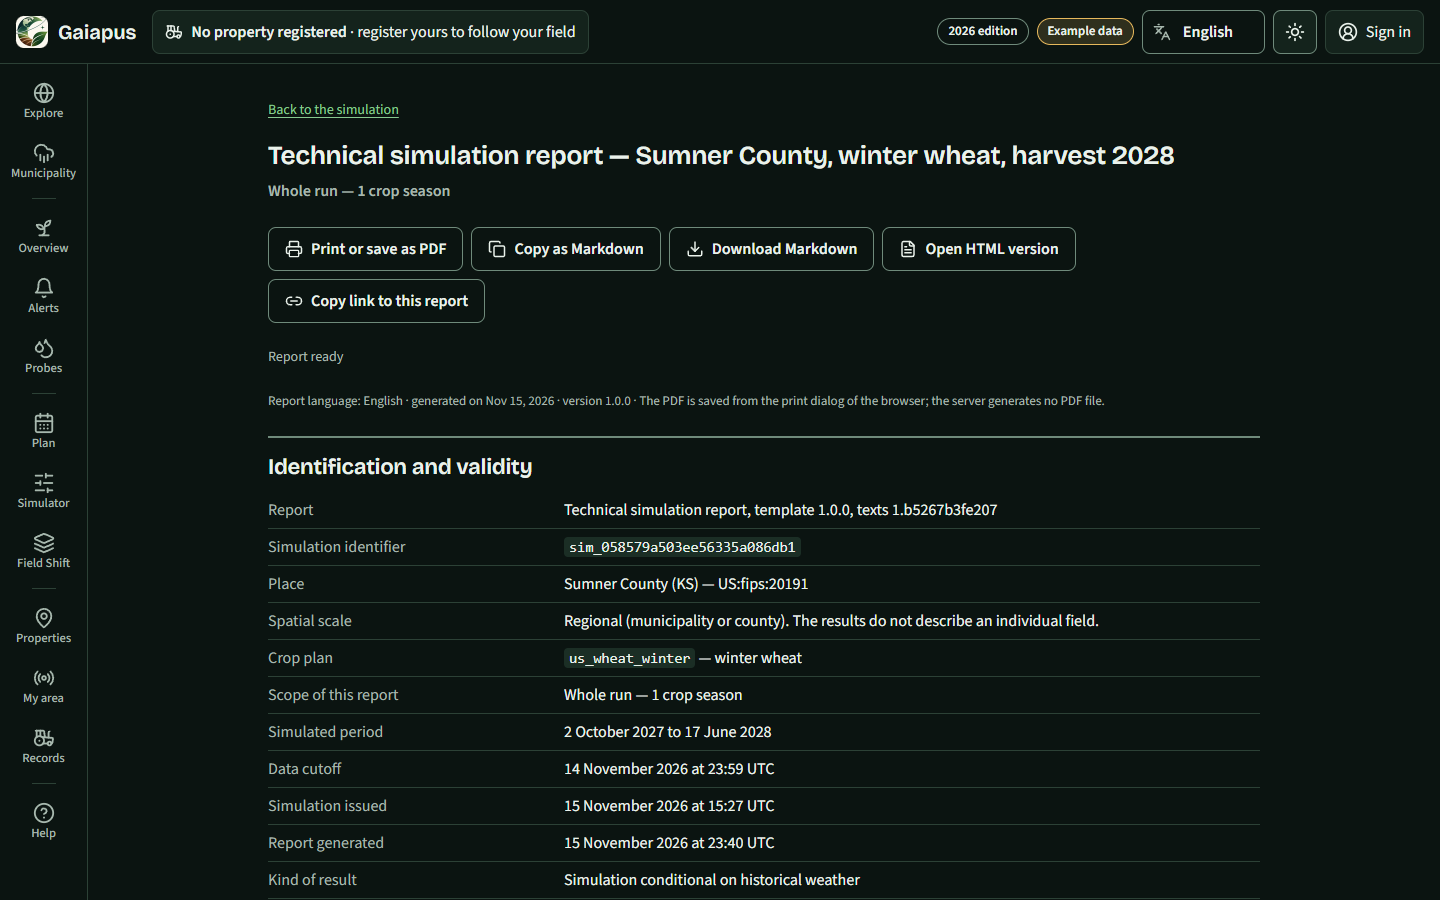 Gaiapus
No property registered · register yours to follow your field
2026 edition
Example data
English
Sign in
Explore
Municipality
Overview
Alerts
Probes
Plan
Simulator
Field Shift
Properties
My area
Records
Help
Back to the simulation
Technical simulation report — Sumner County, winter wheat, harvest 2028
Whole run — 1 crop season
Print or save as PDF
Copy as Markdown
Download Markdown
Open HTML version
Copy link to this report
Report ready
Report language: English · generated on Nov 15, 2026 · version 1.0.0 · The PDF is saved from the print dialog of the browser; the server generates no PDF file.
Identification and validity
Report Technical simulation report, template 1.0.0, texts 1.b5267b3fe207
Simulation identifier sim_058579a503ee56335a086db1
Place Sumner County (KS) — US:fips:20191
Spatial scale Regional (municipality or county). The results do not describe an individual field.
Crop plan us_wheat_winter — winter wheat
Scope of this report Whole run — 1 crop season
Simulated period 2 October 2027 to 17 June 2028
Data cutoff 14 November 2026 at 23:59 UTC
Simulation issued 15 November 2026 at 15:27 UTC
Report generated 15 November 2026 at 23:40 UTC
Kind of result Simulation conditional on historical weather